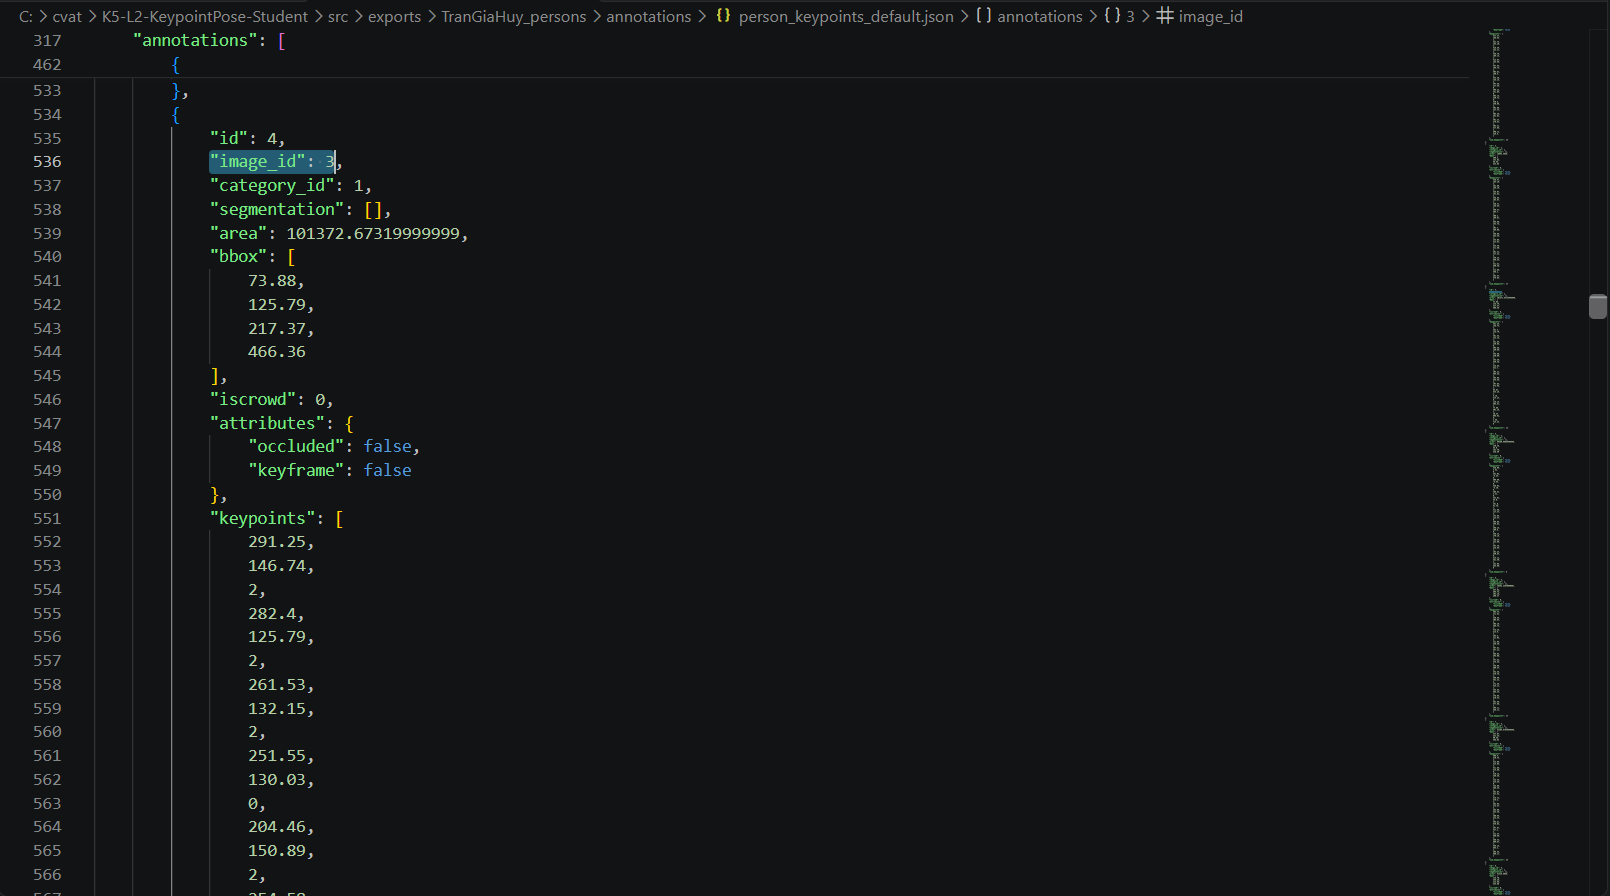 C: > cvat > K5-L2-KeypointPose-Student > src > exports > TranGiaHuy_persons > annotations > {} person_keypoints_default.json > [ ] annotations > { } 3 > # image_id
317 "annotations": [
462 {
533 },
534 {
535 "id": 4,
536 "image_id": 3,
537 "category_id": 1,
538 "segmentation": [],
539 "area": 101372.67319999999,
540 "bbox": [
541 73.88,
542 125.79,
543 217.37,
544 466.36
545 ],
546 "iscrowd": 0,
547 "attributes": {
548 "occluded": false,
549 "keyframe": false
550 },
551 "keypoints": [
552 291.25,
553 146.74,
554 2,
555 282.4,
556 125.79,
557 2,
558 261.53,
559 132.15,
560 2,
561 251.55,
562 130.03,
563 0,
564 204.46,
565 150.89,
566 2,